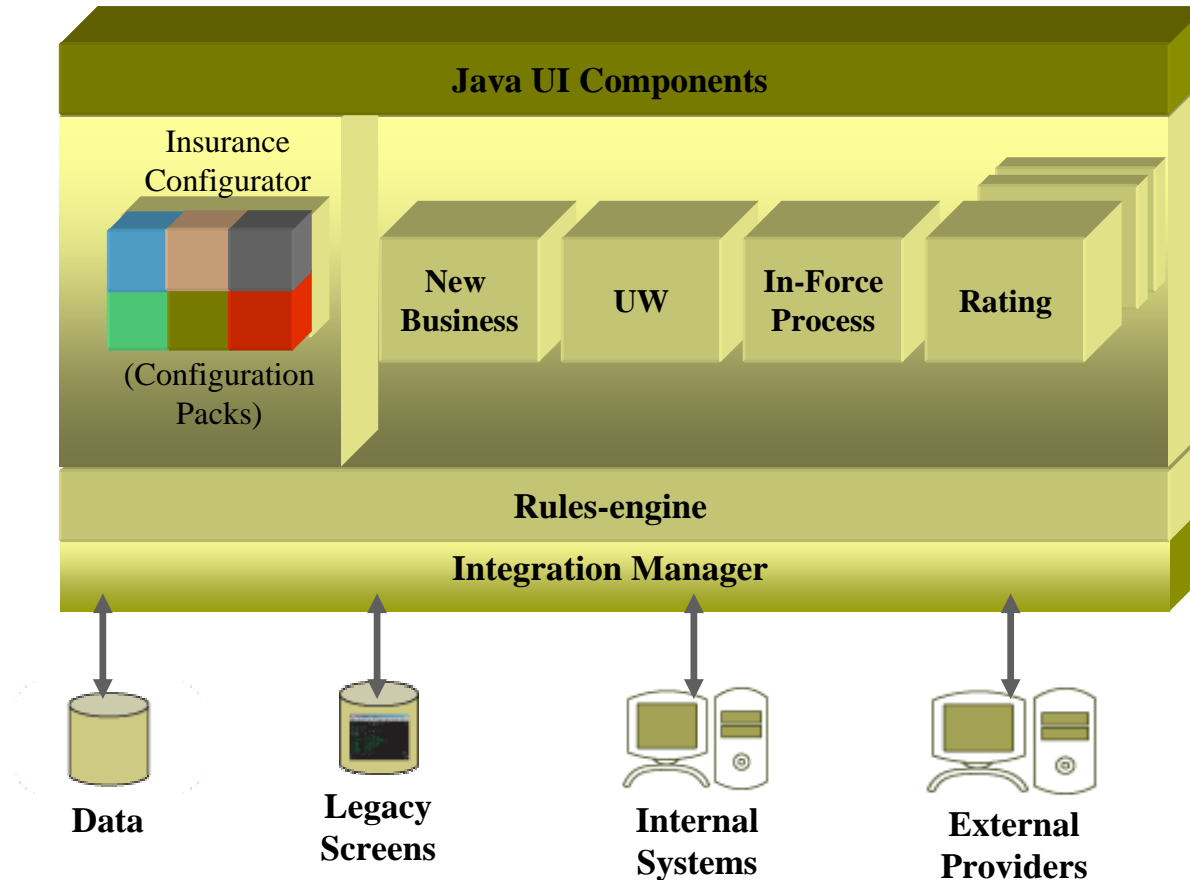 Java UI Components
Insurance
Configurator
(Configuration
Packs)
New
Business
UW
In-Force
Process
Rating
Rules-engine
Integration Manager
Data
Legacy
Screens
Internal
Systems
External
Providers